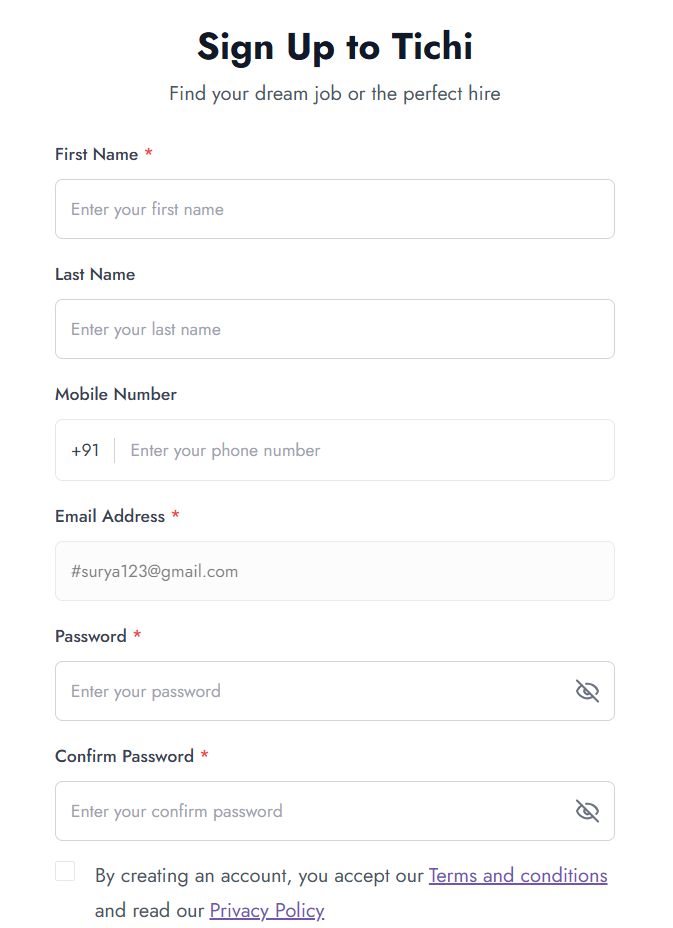 Sign Up to Tichi
Find your dream job or the perfect hire
First Name *
Enter your first name
Last Name
Enter your last name
Mobile Number
+91 Enter your phone number
Email Address *
#surya123@gmail.com
Password *
Enter your password
Confirm Password *
Enter your confirm password
By creating an account, you accept our Terms and conditions
and read our Privacy Policy